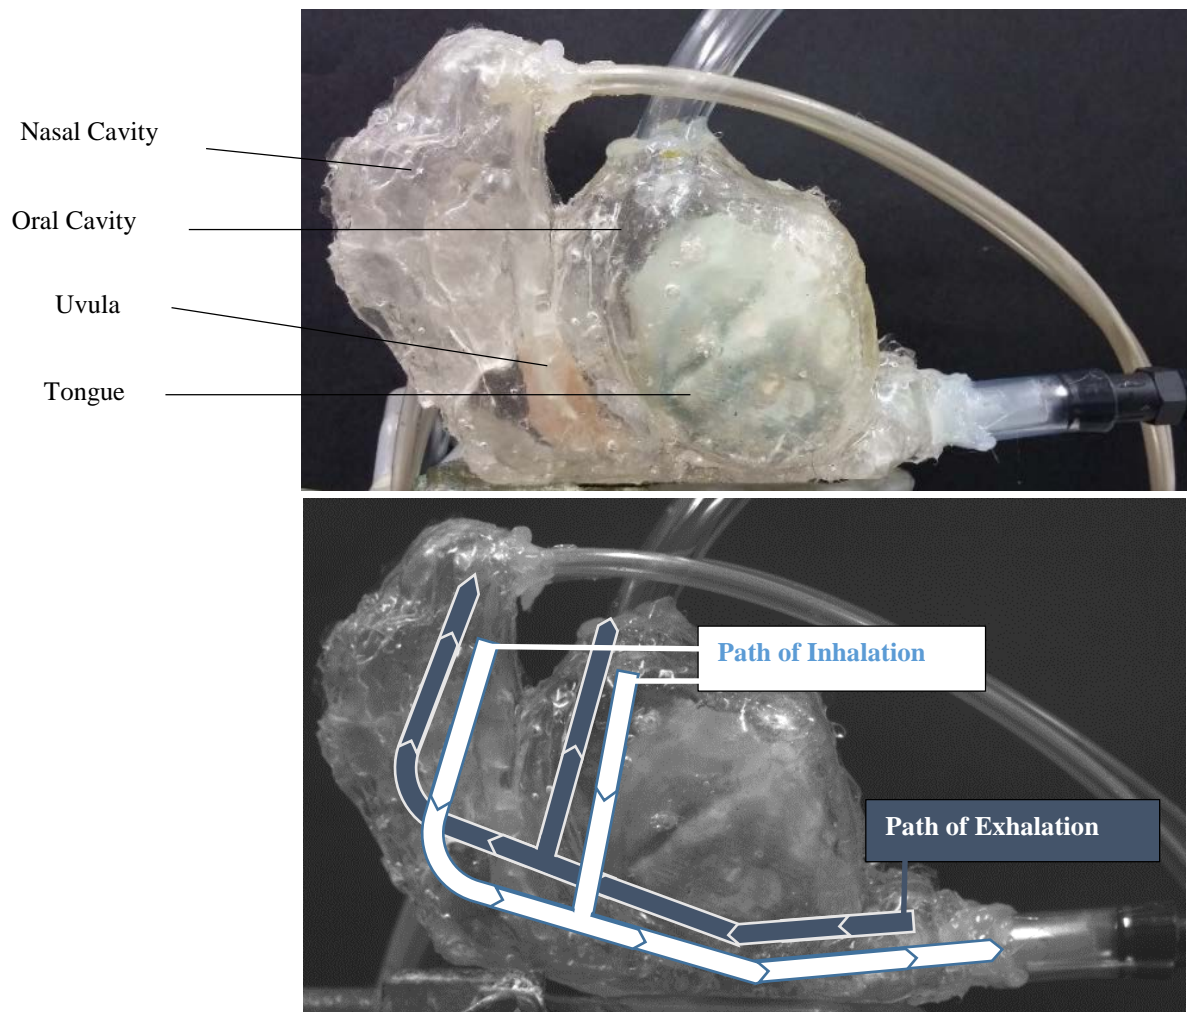 Nasal Cavity
Oral Cavity
Uvula
Tongue
Path of Inhalation
Path of Exhalation